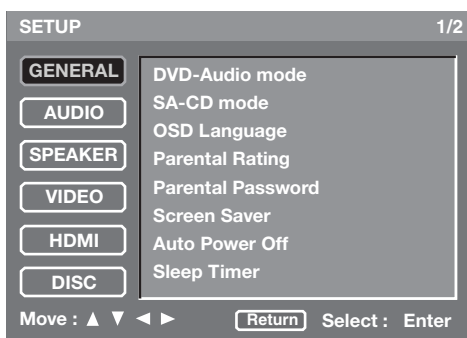 SETUP 1/2
GENERAL
AUDIO
SPEAKER
VIDEO
HDMI
DISC
DVD-Audio mode
SA-CD mode
OSD Language
Parental Rating
Parental Password
Screen Saver
Auto Power Off
Sleep Timer
Move : ▲ ▼ ◄ ► Return Select : Enter